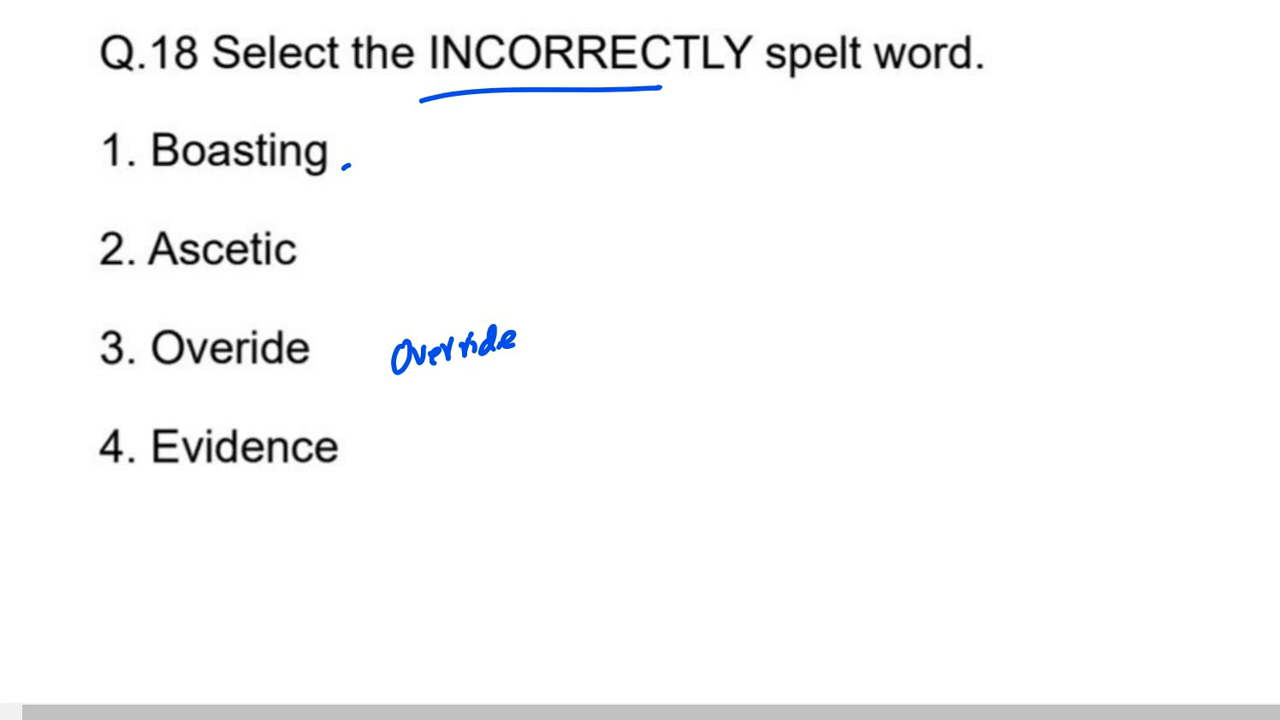 Q.18 Select the INCORRECTLY spelt word.
1. Boasting
2. Ascetic
3. Overide Override
4. Evidence